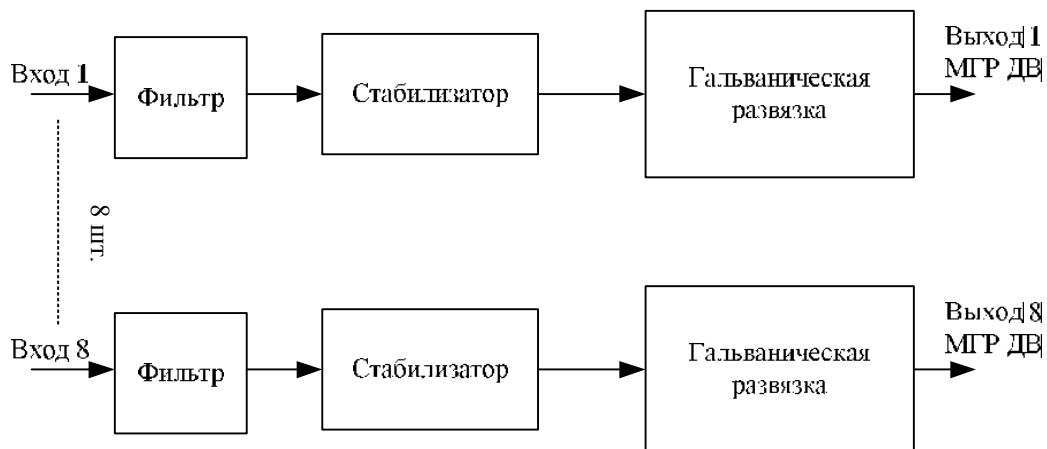 Вход 1
Фильтр
Стабилизатор
Гальваническая
развязка
Выход 1
МГР ДВ
8 шт.
Вход 8
Фильтр
Стабилизатор
Гальваническая
развязка
Выход 8
МГР ДВ